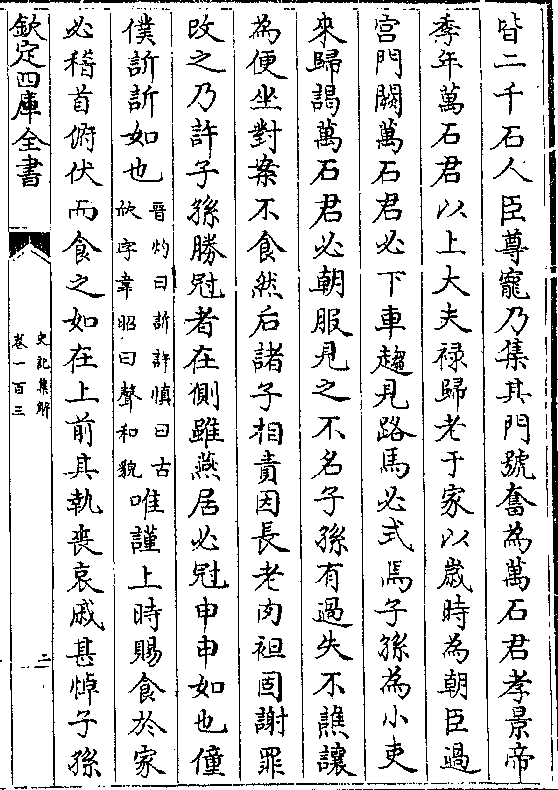 皆二千石人臣尊寵乃集其門號奮為萬石君孝景帝
季年萬石君以上大夫禄歸老于家以歲時為朝臣過
宫門闕萬石君必下車趨見路馬必式焉子孫為小吏
來歸謁萬石君必朝服見之不名子孫有過失不譙讓
為便坐對案不食然后諸子相責因長老肉袒固謝罪
改之乃許子孫勝冠者在側雖燕居必冠申申如也僮
僕訢訢如也晉灼曰訢許慎曰古
欣字韋昭曰聲和貌唯謹上時賜食於家
必稽首俯伏而食之如在上前其執喪哀戚甚悼子孫
欽定四庫全書
史記集解
卷一百三
二